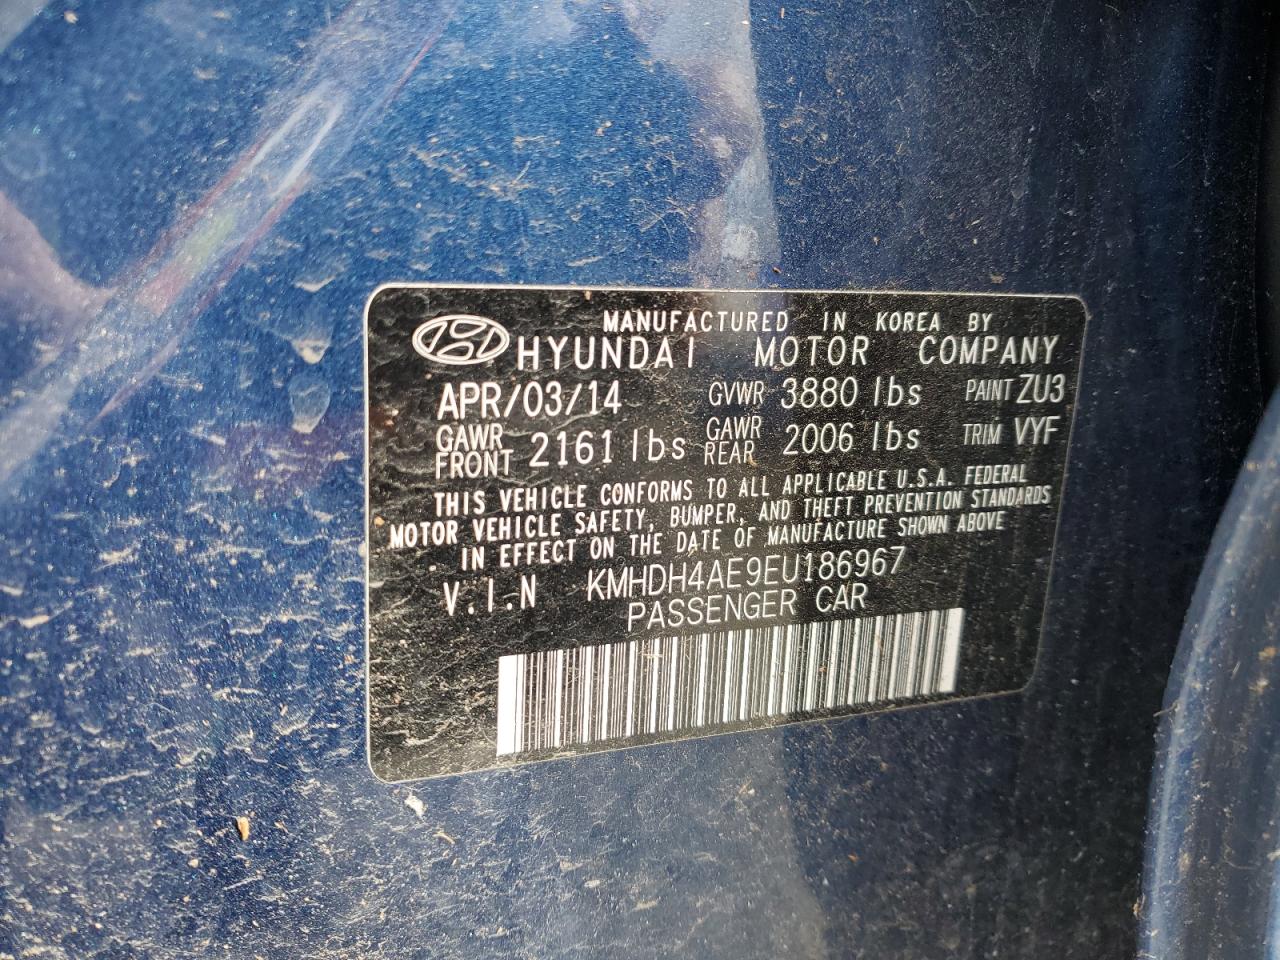 MANUFACTURED IN KOREA BY
HYUNDAI MOTOR COMPANY
APR/03/14 GVWR 3880 lbs PAINT ZU3
GAWR FRONT 2161 lbs GAWR REAR 2006 lbs TRIM VYF
THIS VEHICLE CONFORMS TO ALL APPLICABLE U.S.A. FEDERAL
MOTOR VEHICLE SAFETY, BUMPER, AND THEFT PREVENTION STANDARDS
IN EFFECT ON THE DATE OF MANUFACTURE SHOWN ABOVE
V.I.N KMHDH4AE9EU186967
PASSENGER CAR